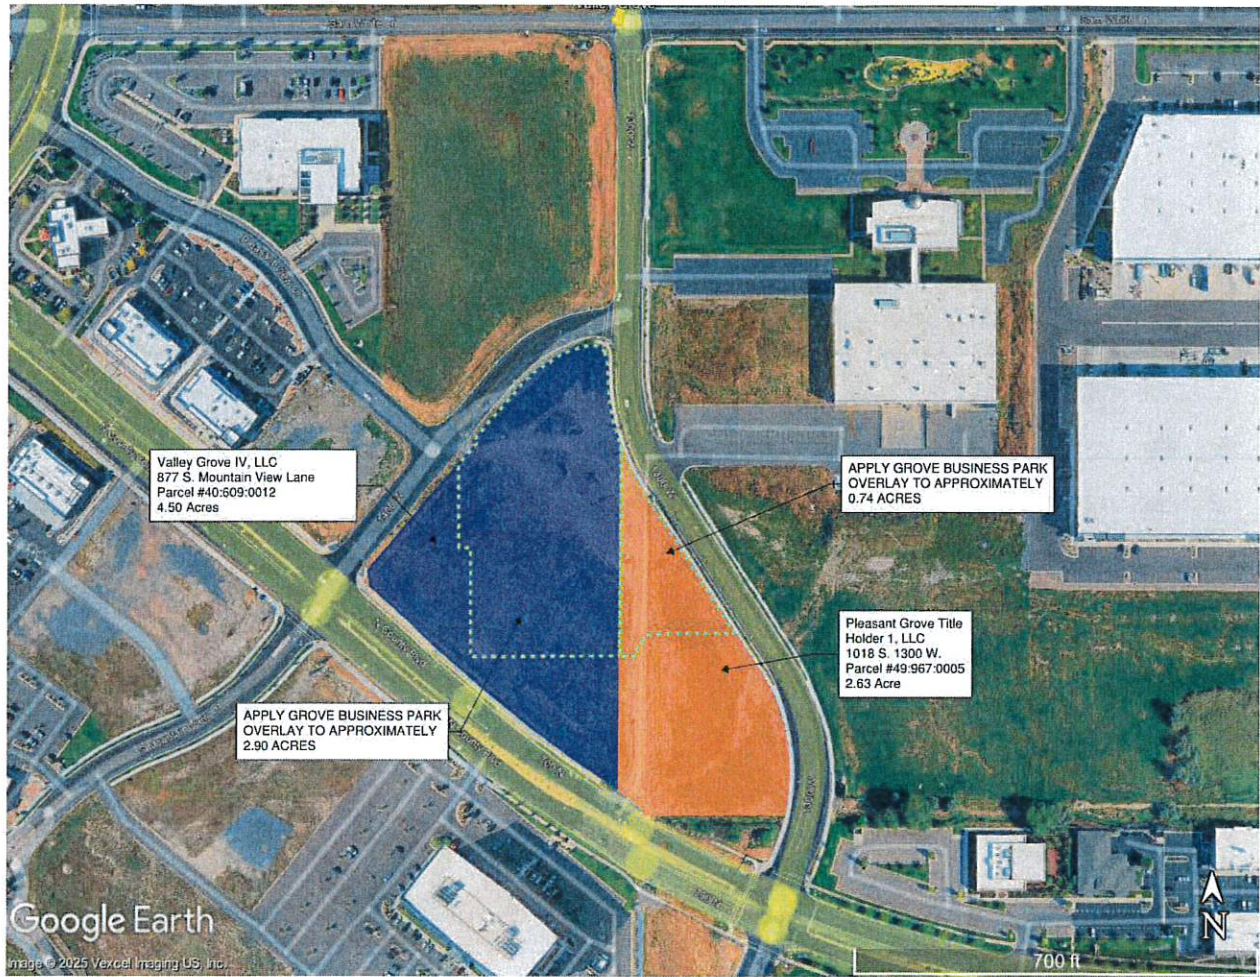 Valley Grove IV, LLC
877 S. Mountain View Lane
Parcel #40:609:0012
4.50 Acres
APPLY GROVE BUSINESS PARK
OVERLAY TO APPROXIMATELY
0.74 ACRES
Pleasant Grove Title
Holder 1, LLC
1018 S. 1300 W.
Parcel #49:967:0005
2.63 Acre
APPLY GROVE BUSINESS PARK
OVERLAY TO APPROXIMATELY
2.90 ACRES
Google Earth
Image © 2025 Vexcel Imaging US, Inc.
N
700 ft